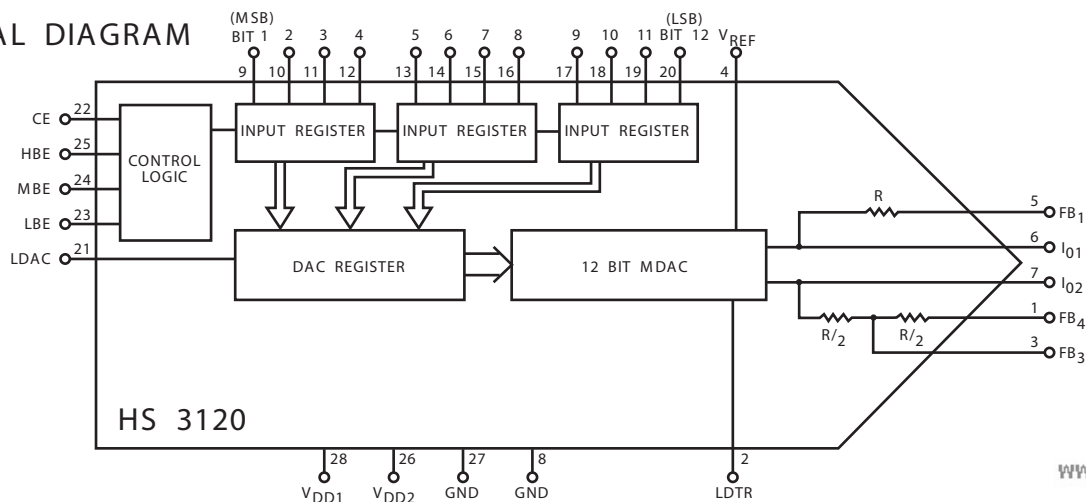 AL DIAGRAM
(MSB) (LSB)
BIT 1 2 3 4 5 6 7 8 9 10 11 BIT 12 VREF
9 10 11 12 13 14 15 16 17 18 19 20 4
CE 22
HBE 25
MBE 24
LBE 23
LDAC 21
CONTROL
LOGIC
INPUT REGISTER INPUT REGISTER INPUT REGISTER
DAC REGISTER
12 BIT MDAC
R
5 FB1
6 I01
7 I02
R/2 R/2
1 FB4
3 FB3
HS 3120
28 26 27 8 2
VDD1 VDD2 GND GND LDTR